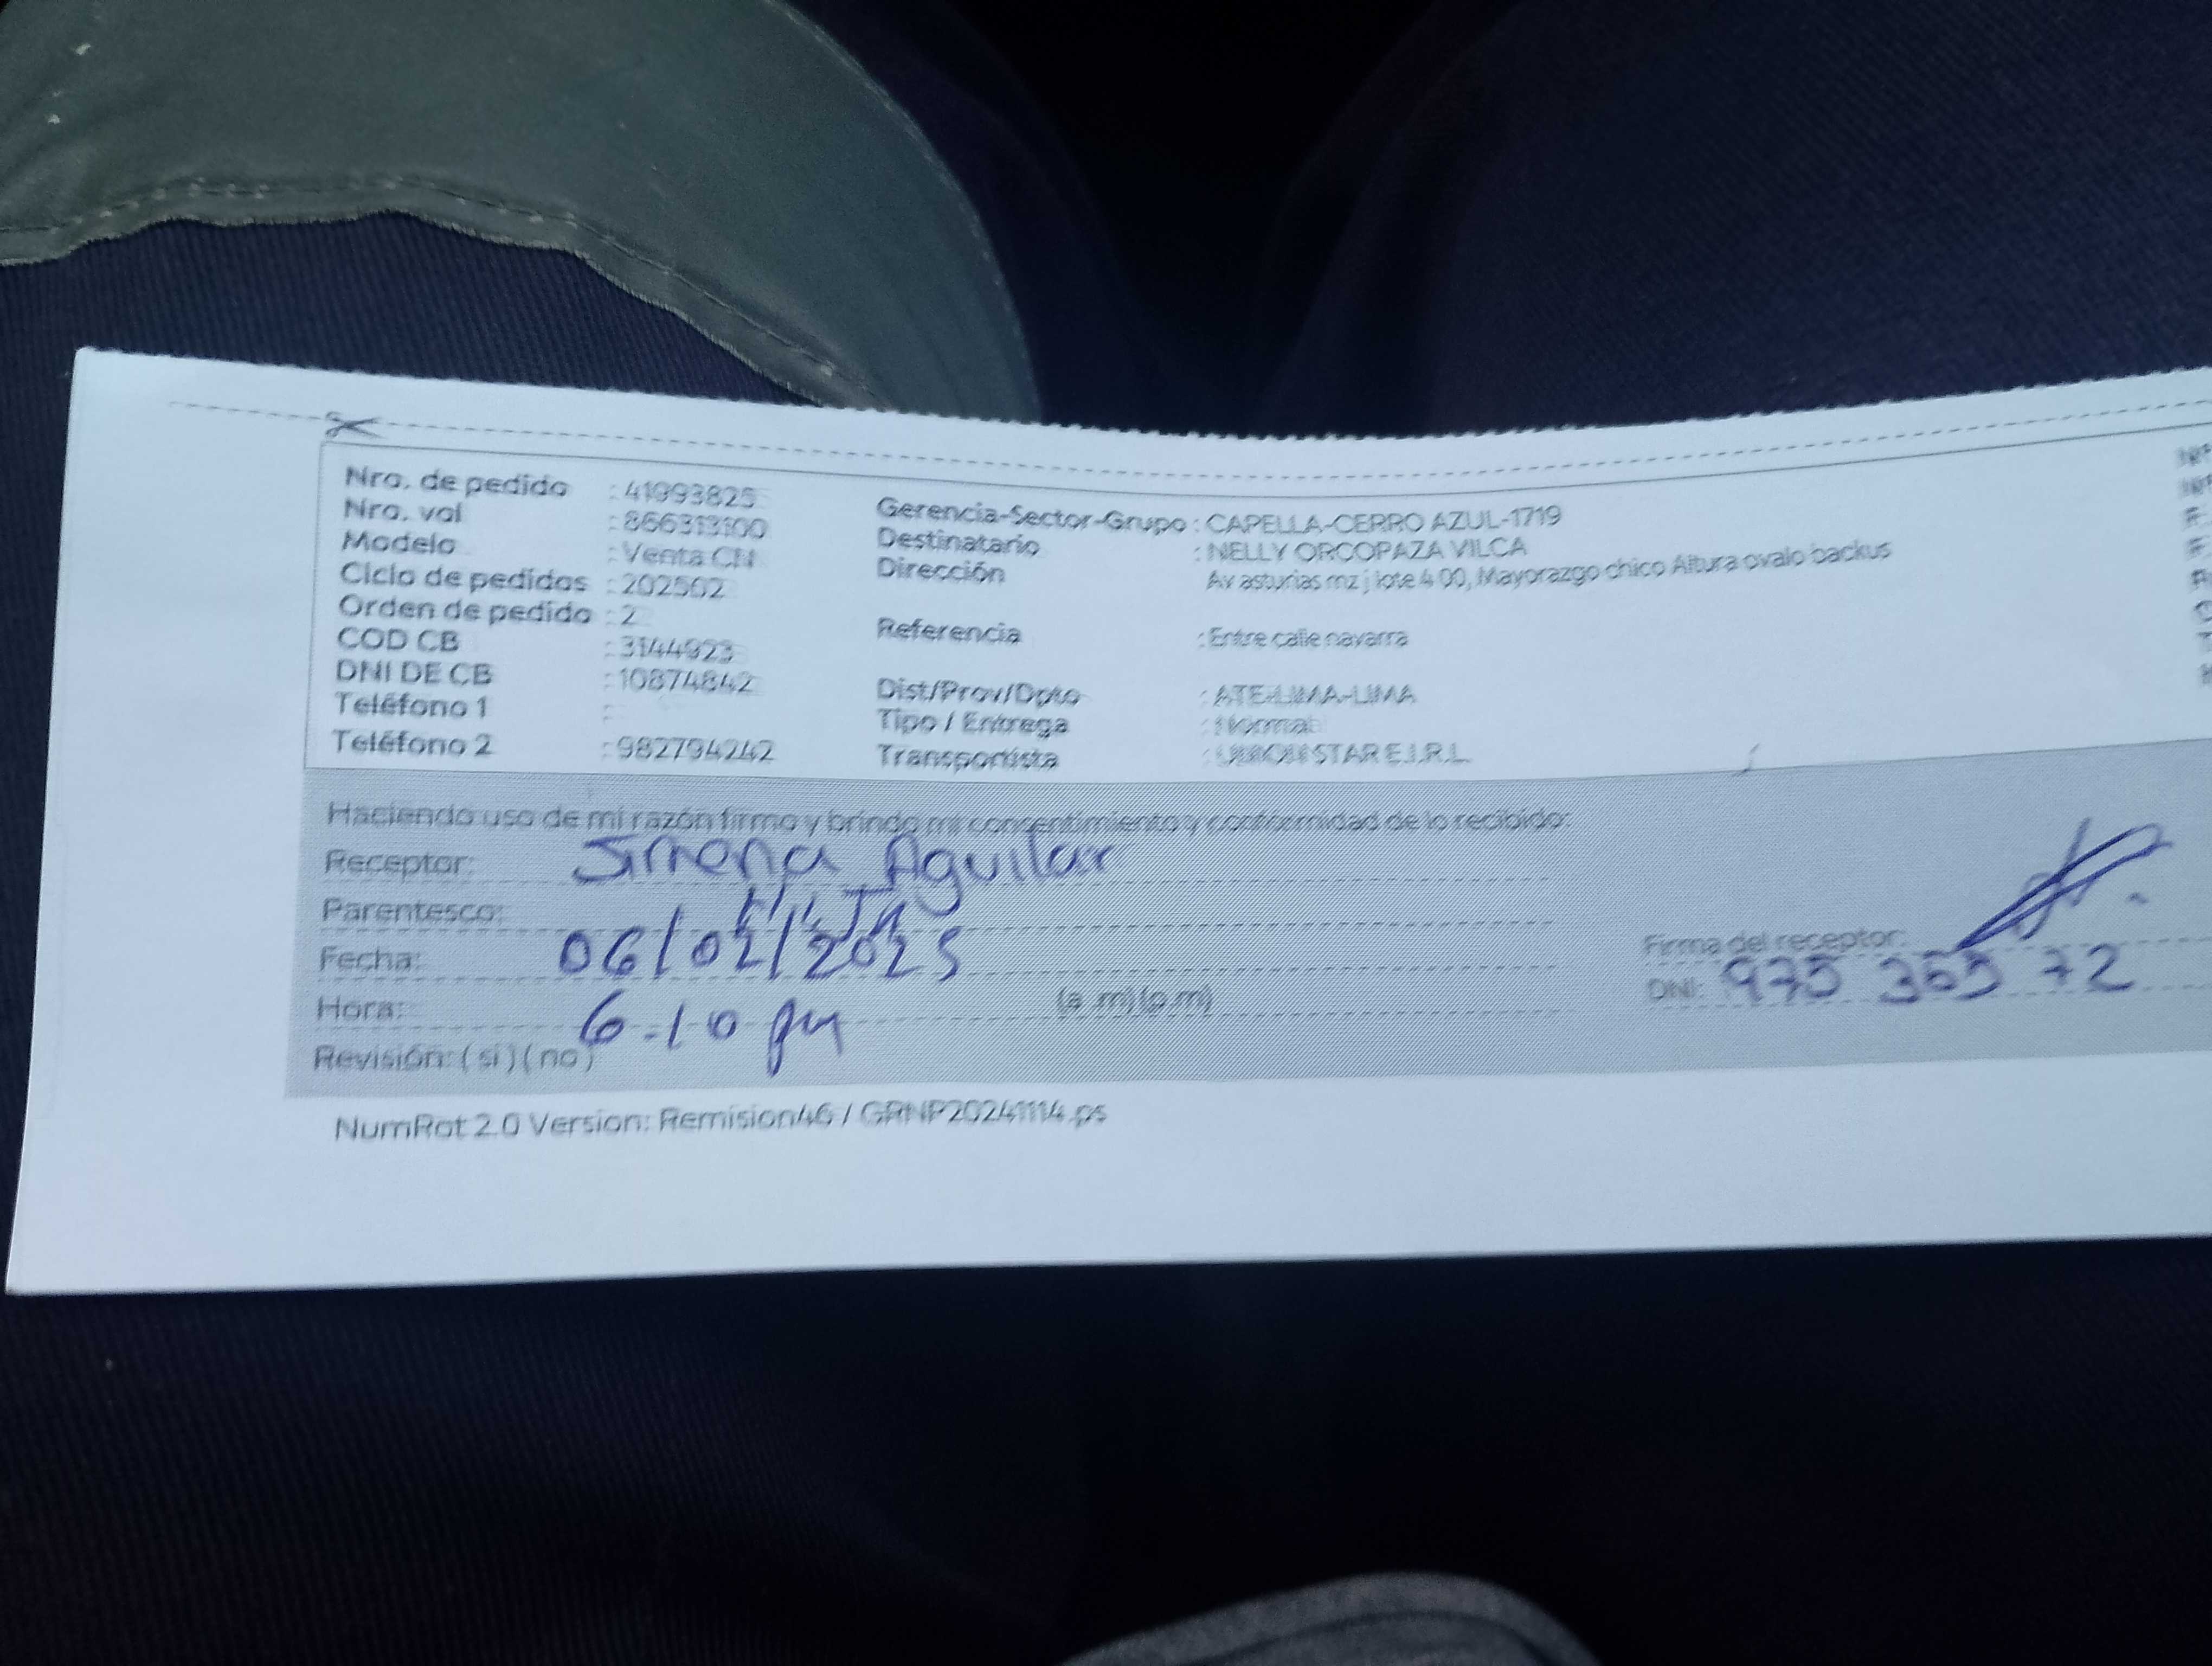 Nro. de pedido : 41993825
Nro. val : 866313100
Modelo : Venta CN
Ciclo de pedidos : 202502
Orden de pedido : 2
COD CB : 3144923
DNI DE CB : 10874842
Teléfono 1 :
Teléfono 2 : 982794242
Gerencia-Sector-Grupo : CAPELLA-CERRO AZUL-1719
Destinatario : NELLY ORCOPAZA VILCA
Dirección : Av asturias mz j lote 4 00, Mayorazgo chico Altura ovalo backus
Referencia : Entre calle navarra
Dist/Prov/Dpto : ATE-LIMA-LIMA
Tipo / Entrega : Normal
Transportista : STAR E.I.R.L.
Haciendo uso de mi razón firmo y brindo mi consentimiento y conformidad de lo recibido:
Receptor: Jimena Aguilar
Parentesco: Hija
Fecha: 06/02/2025
Hora: 6.10 pm (a.m) (p.m)
Revisión: ( si ) ( no )
Firma del receptor:
DNI: 975 365 72
NumRot 2.0 Version: Remision46 / GRNP20241114.ps